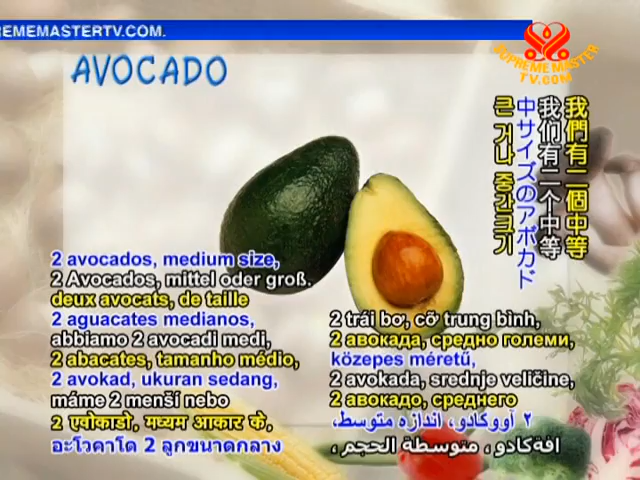 REMEMASTERTV.COM.
SUPREME MASTER
TV.COM
AVOCADO
我們有二個中等
我们有二个中等
中サイズのアボカド
큰 거나 중간크기
2 avocados, medium size,
2 Avocados, mittel oder groß.
deux avocats, de taille
2 aguacates medianos,
abbiamo 2 avocadi medi,
2 abacates, tamanho médio,
2 avokad, ukuran sedang,
máme 2 menší nebo
2 एवोकाडो, मध्यम आकार के,
อะโวคาโด 2 ลูกขนาดกลาง
2 trái bơ, cỡ trung bình,
2 авокада, средно големи,
közepes méretű,
2 avokada, srednje veličine,
2 авокадо, среднего
۲ آووکادو، اندازه متوسط،
افةكادو، متوسطة الحجم ،